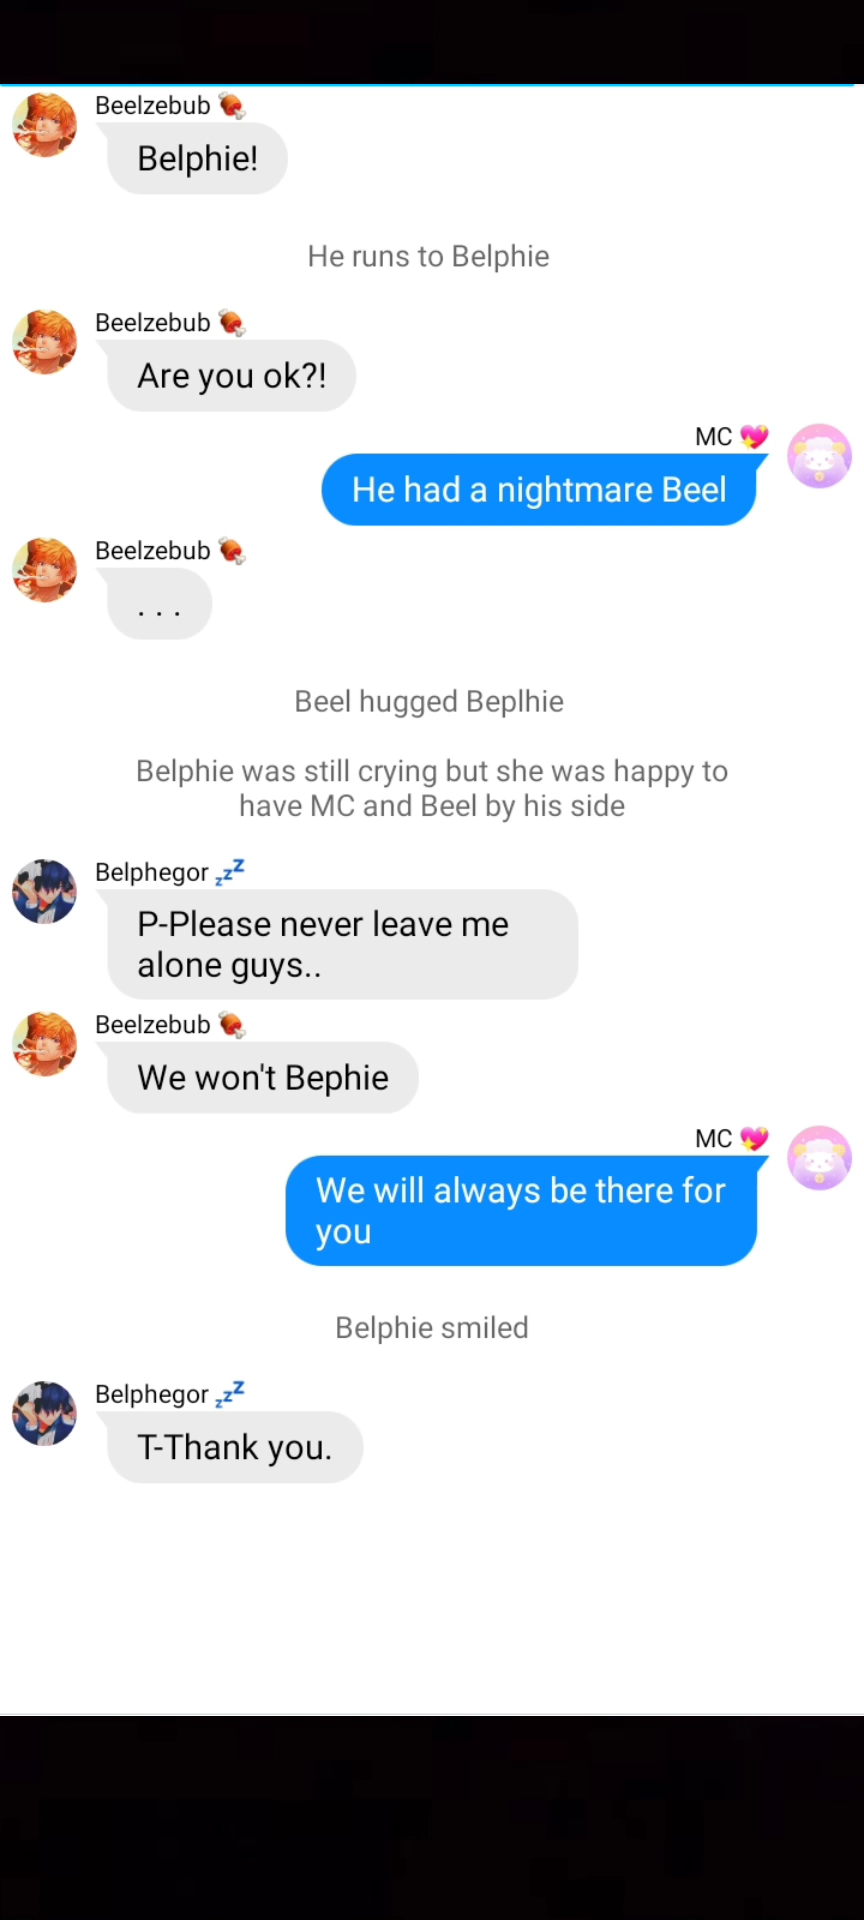 Beelzebub 🍖
Belphie!
He runs to Belphie
Beelzebub 🍖
Are you ok?!
MC 💖
He had a nightmare Beel
Beelzebub 🍖
. . .
Beel hugged Beplhie
Belphie was still crying but she was happy to
have MC and Beel by his side
Belphegor 💤
P-Please never leave me
alone guys..
Beelzebub 🍖
We won't Bephie
MC 💖
We will always be there for
you
Belphie smiled
Belphegor 💤
T-Thank you.